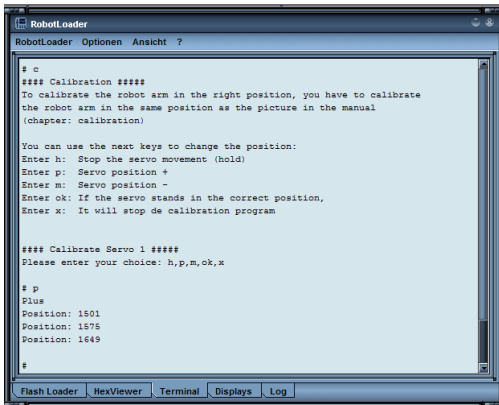 RobotLoader
RobotLoader Optionen Ansicht ?
# c
#### Calibration #####
To calibrate the robot arm in the right position, you have to calibrate
the robot arm in the same position as the picture in the manual
(chapter: calibration)
You can use the next keys to change the position:
Enter h: Stop the servo movement (hold)
Enter p: Servo position +
Enter m: Servo position -
Enter ok: If the servo stands in the correct position,
Enter x: It will stop de calibration program
#### Calibrate Servo 1 #####
Please enter your choice: h,p,m,ok,x
# p
Plus
Position: 1501
Position: 1575
Position: 1649
#
Flash Loader HexViewer Terminal Displays Log